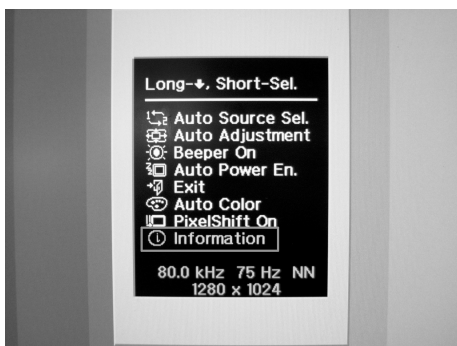 Long-↓, Short-Sel.
Auto Source Sel.
Auto Adjustment
Beeper On
Auto Power En.
Exit
Auto Color
PixelShift On
Information
80.0 kHz 75 Hz NN
1280 x 1024